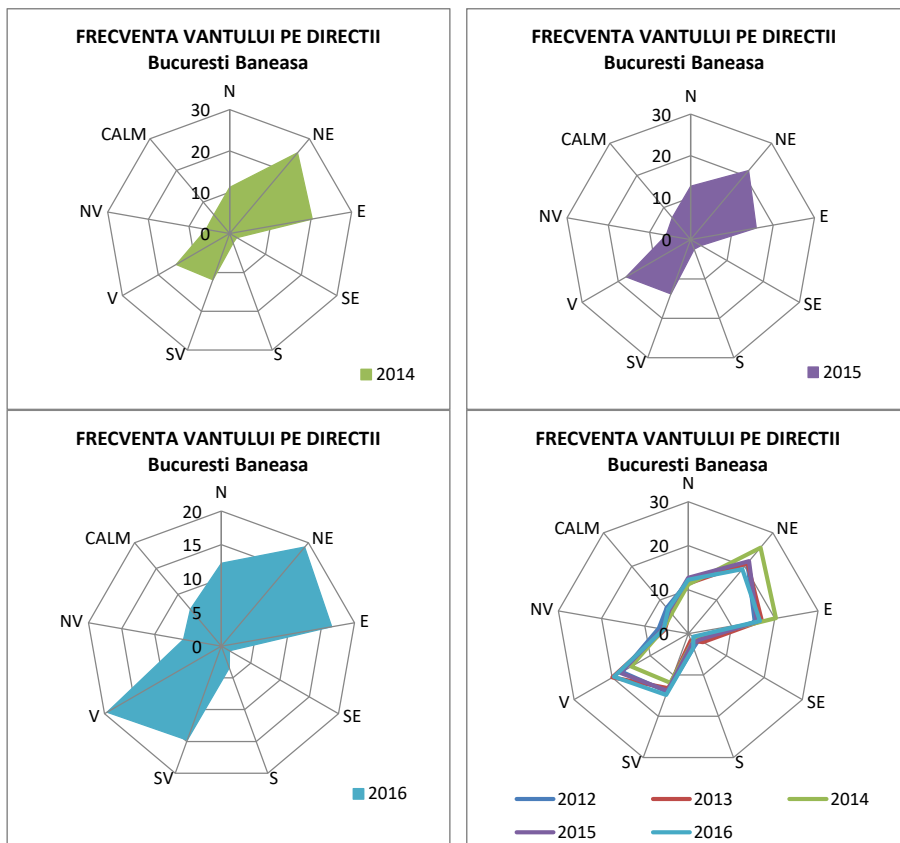 FRECVENTA VANTULUI PE DIRECTII
Bucuresti Baneasa
N
30
CALM
NE
20
10
NV
E
0
V
SE
SV
S
2014
FRECVENTA VANTULUI PE DIRECTII
Bucuresti Baneasa
N
30
CALM
NE
20
10
NV
E
0
V
SE
SV
S
2015
FRECVENTA VANTULUI PE DIRECTII
Bucuresti Baneasa
N
20
CALM
NE
15
10
NV
E
5
0
V
SE
SV
S
2016
FRECVENTA VANTULUI PE DIRECTII
Bucuresti Baneasa
N
30
CALM
NE
20
10
NV
E
0
V
SE
SV
S
2012 2013 2014
2015 2016